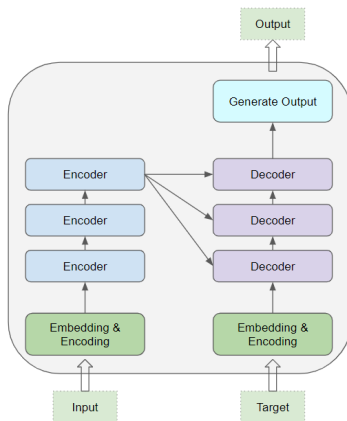 Output
Generate Output
Encoder
Decoder
Encoder
Decoder
Encoder
Decoder
Embedding &
Encoding
Embedding &
Encoding
Input
Target